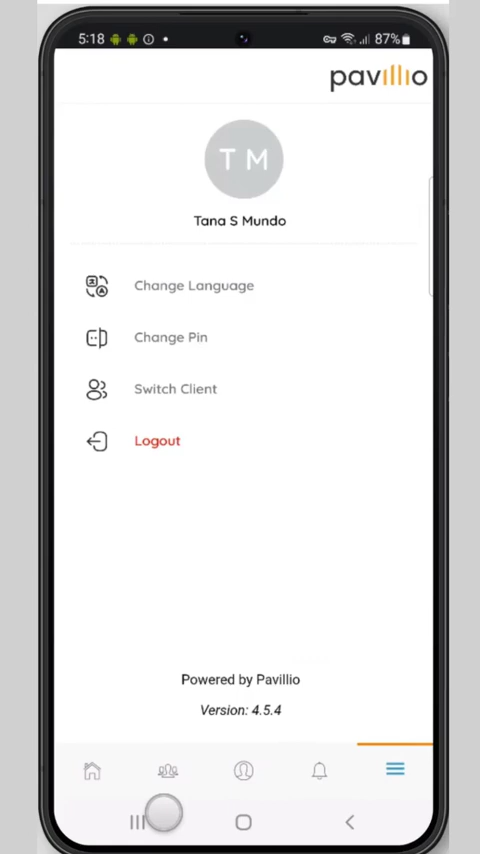 5:18
87%
pavillio
T M
Tana S Mundo
Change Language
Change Pin
Switch Client
Logout
Powered by Pavillio
Version: 4.5.4